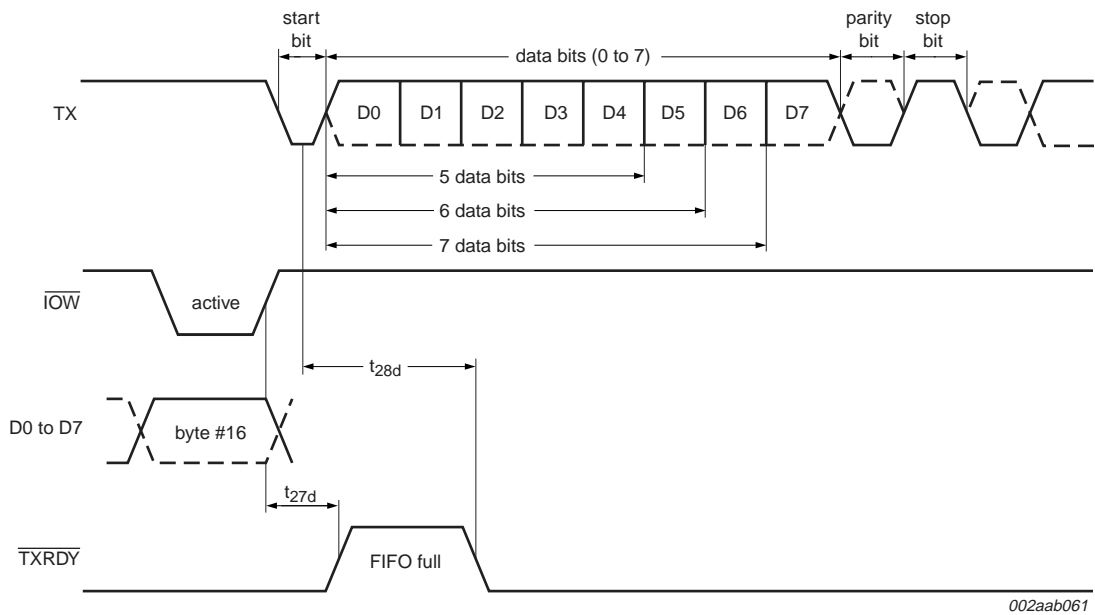 start bit
data bits (0 to 7)
parity bit
stop bit
TX
D0 D1 D2 D3 D4 D5 D6 D7
5 data bits
6 data bits
7 data bits
IOW
active
t28d
D0 to D7
byte #16
t27d
TXRDY
FIFO full
002aab061